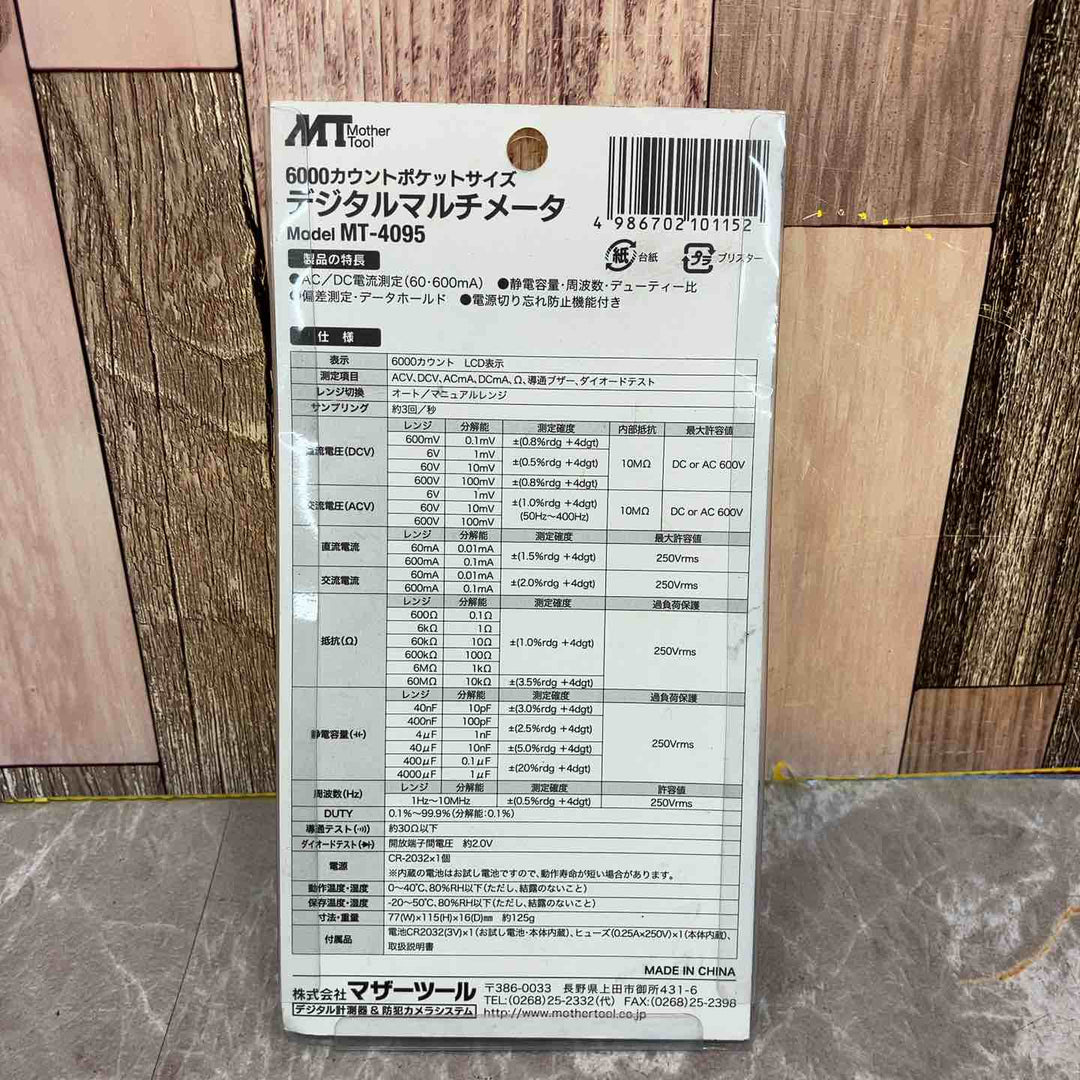 MT Mother Tool
6000カウントポケットサイズ
デジタルマルチメータ
Model MT-4095
4 986702 101152
紙 台紙 プラ ブリスター
製品の特長
●AC／DC電流測定(60・600mA) ●静電容量・周波数・デューティー比
●偏差測定・データホールド ●電源切り忘れ防止機能付き
仕様
表示 6000カウント LCD表示
測定項目 ACV、DCV、ACmA、DCmA、Ω、導通ブザー、ダイオードテスト
レンジ切換 オート／マニュアルレンジ
サンプリング 約3回／秒
直流電圧(DCV) レンジ 分解能 測定確度 内部抵抗 最大許容値
600mV 0.1mV ±(0.8%rdg +4dgt)
6V 1mV ±(0.5%rdg +4dgt) 10MΩ DC or AC 600V
60V 10mV
600V 100mV ±(0.8%rdg +4dgt)
交流電圧(ACV) 6V 1mV ±(1.0%rdg +4dgt)
60V 10mV (50Hz～400Hz) 10MΩ DC or AC 600V
600V 100mV
直流電流 レンジ 分解能 測定確度 最大許容値
60mA 0.01mA ±(1.5%rdg +4dgt) 250Vrms
600mA 0.1mA
交流電流 60mA 0.01mA ±(2.0%rdg +4dgt) 250Vrms
600mA 0.1mA
抵抗(Ω) レンジ 分解能 測定確度 過負荷保護
600Ω 0.1Ω
6kΩ 1Ω
60kΩ 10Ω ±(1.0%rdg +4dgt) 250Vrms
600kΩ 100Ω
6MΩ 1kΩ
60MΩ 10kΩ ±(3.5%rdg +4dgt)
静電容量 レンジ 分解能 測定確度 過負荷保護
40nF 10pF ±(3.0%rdg +4dgt)
400nF 100pF ±(2.5%rdg +4dgt)
4μF 1nF 250Vrms
40μF 10nF ±(5.0%rdg +4dgt)
400μF 0.1μF ±(20%rdg +4dgt)
4000μF 1μF
周波数(Hz) レンジ 分解能 測定確度 許容値
1Hz～10MHz ±(0.5%rdg +4dgt) 250Vrms
DUTY 0.1%～99.9%(分解能:0.1%)
導通テスト 約30Ω以下
ダイオードテスト 開放端子間電圧 約2.0V
電源 CR-2032×1個
※内蔵の電池はお試し電池ですので、動作寿命が短い場合があります。
動作温度・湿度 0～40℃、80%RH以下(ただし、結露のないこと)
保存温度・湿度 -20～50℃、80%RH以下(ただし、結露のないこと)
寸法・重量 77(W)×115(H)×16(D)mm 約125g
付属品 電池CR2032(3V)×1(お試し電池・本体内蔵)、ヒューズ(0.25A×250V)×1(本体内蔵)、
取扱説明書
MADE IN CHINA
株式会社マザーツール 〒386-0033 長野県上田市御所431-6
TEL:(0268)25-2332(代) FAX:(0268)25-2398
デジタル計測器&防犯カメラシステム http://www.mothertool.co.jp